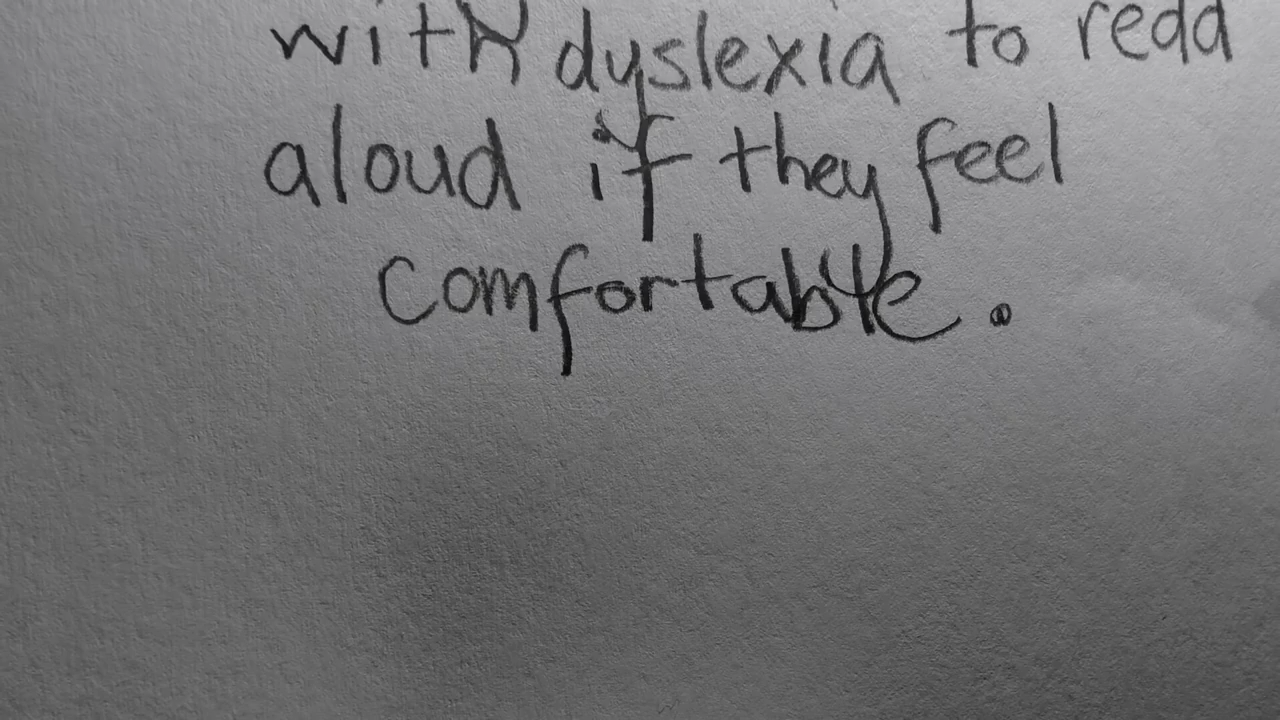 with dyslexia to read
aloud if they feel
comfortable.